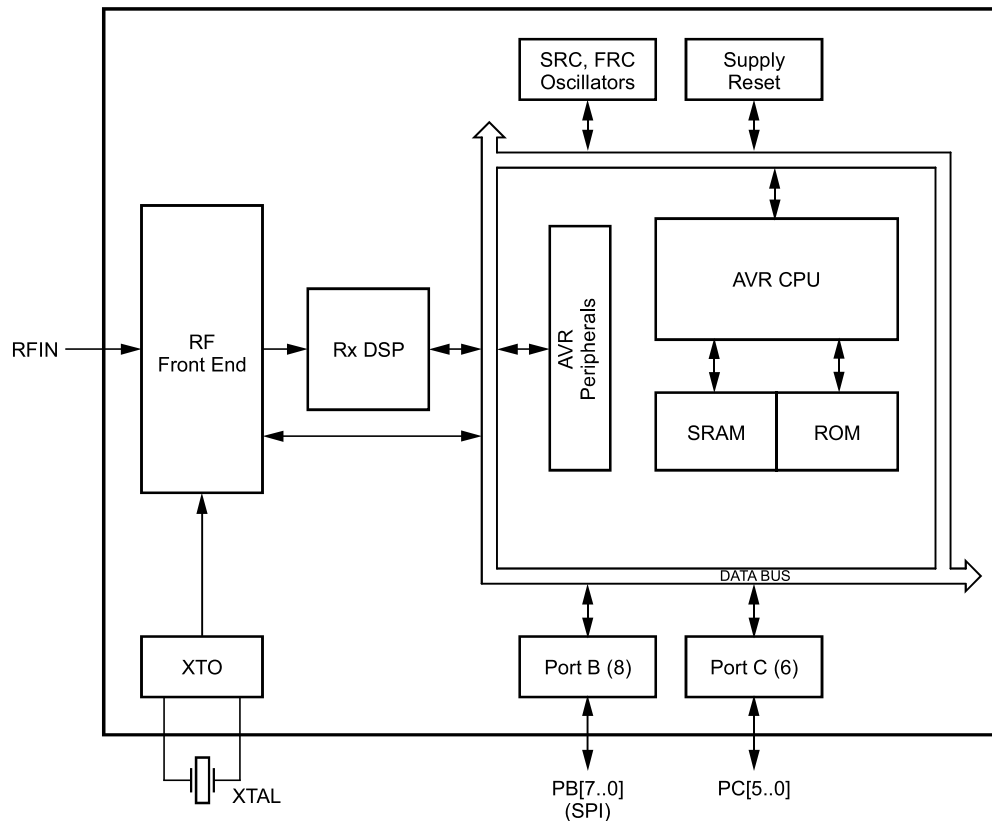 SRC, FRC
Oscillators
Supply
Reset
AVR CPU
RFIN
RF
Front End
Rx DSP
AVR
Peripherals
SRAM
ROM
DATA BUS
XTO
Port B (8)
Port C (6)
XTAL
PB[7..0]
(SPI)
PC[5..0]